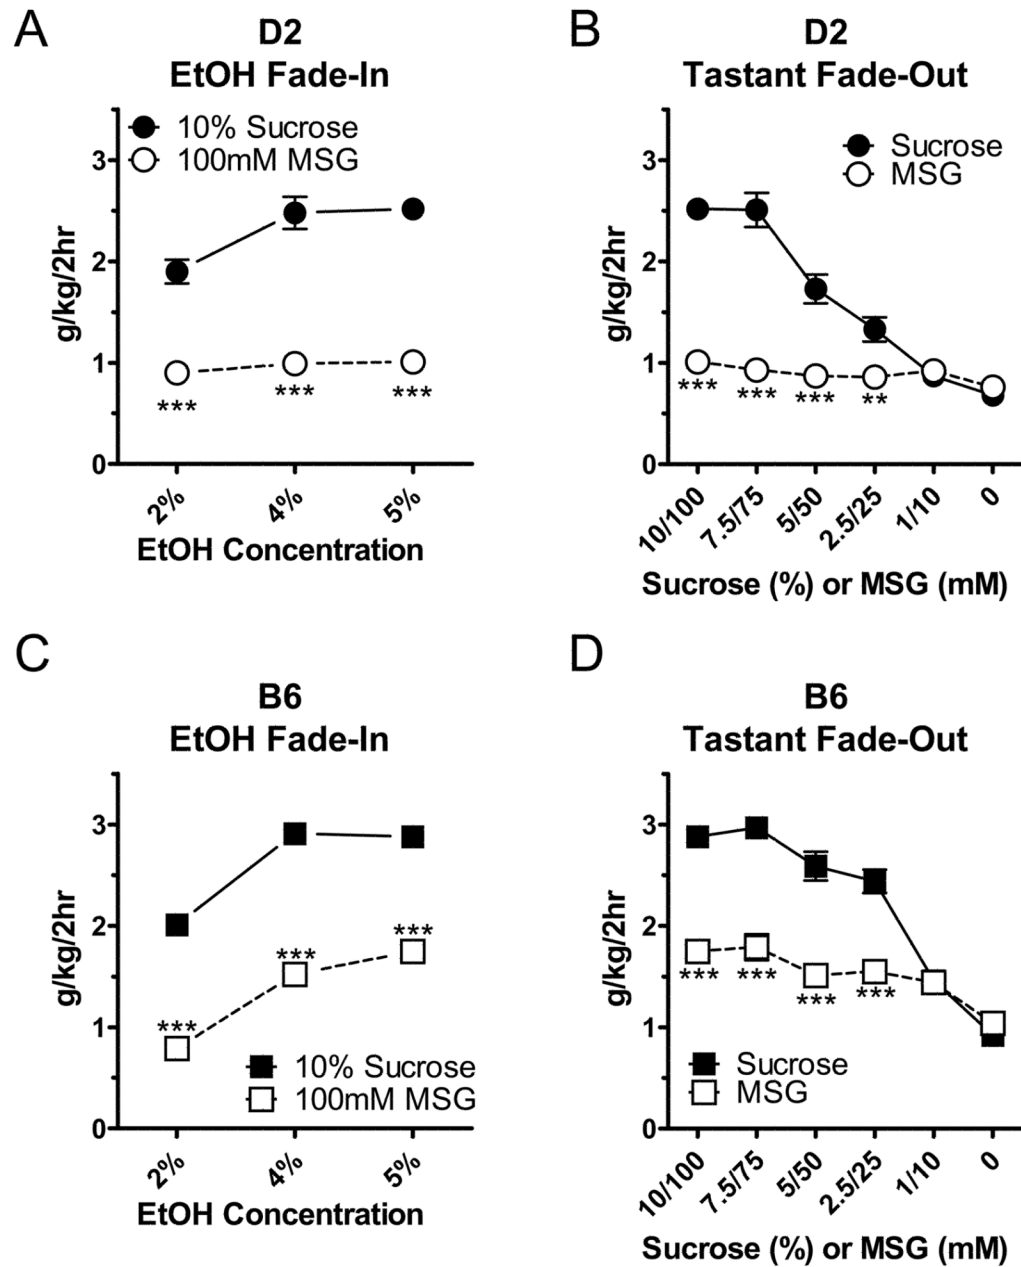 A
D2
EtOH Fade-In
10% Sucrose
100mM MSG
g/kg/2hr
3
2
1
0
***
***
***
2%
4%
5%
EtOH Concentration
B
D2
Tastant Fade-Out
Sucrose
MSG
g/kg/2hr
3
2
1
0
***
***
***
**
10/100
7.5/75
5/50
2.5/25
1/10
0
Sucrose (%) or MSG (mM)
C
B6
EtOH Fade-In
g/kg/2hr
3
2
1
0
***
***
***
10% Sucrose
100mM MSG
2%
4%
5%
EtOH Concentration
D
B6
Tastant Fade-Out
g/kg/2hr
3
2
1
0
***
***
***
***
Sucrose
MSG
10/100
7.5/75
5/50
2.5/25
1/10
0
Sucrose (%) or MSG (mM)